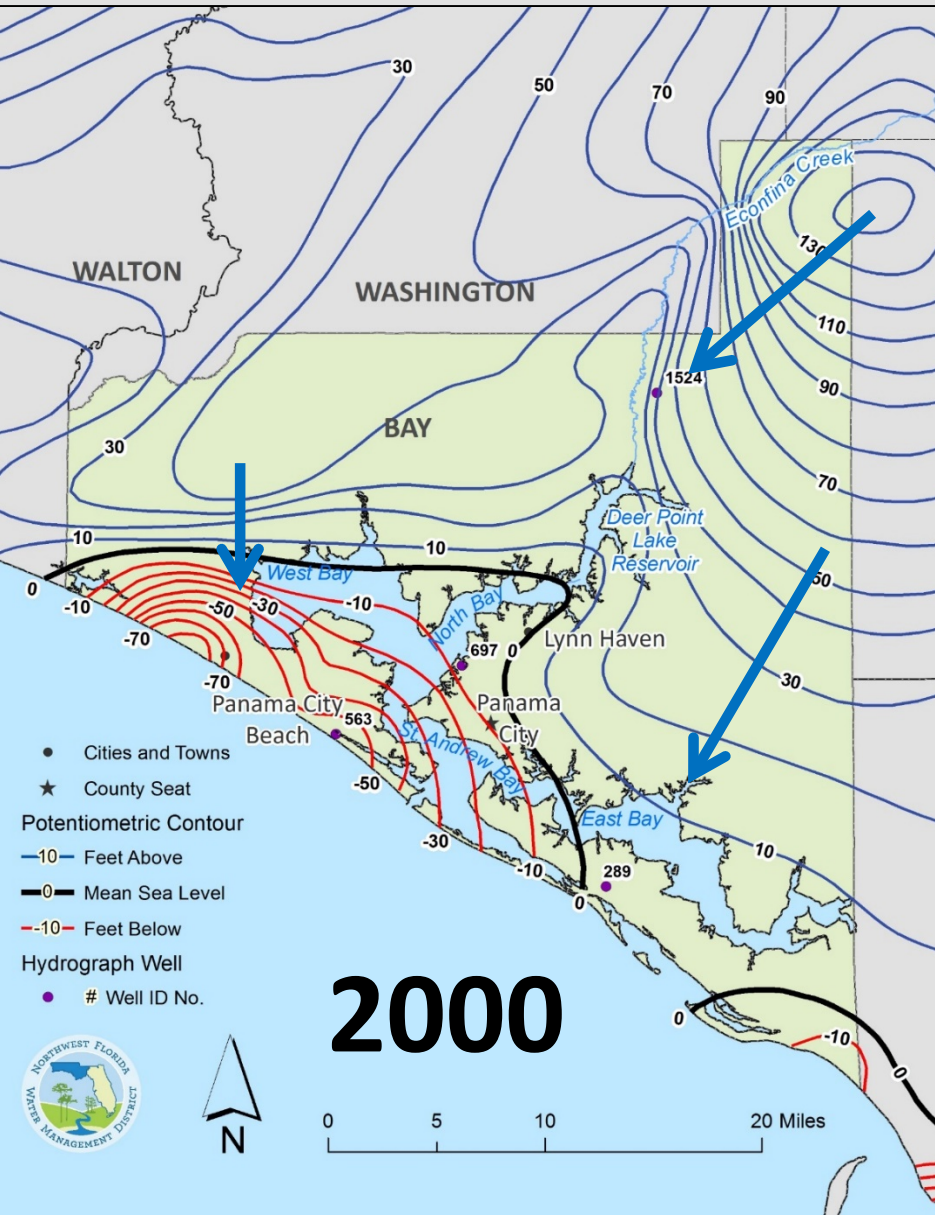 30
50
70
90
Econfina Creek
130
WALTON
WASHINGTON
110
1524
90
BAY
30
70
Deer Point
Lake
Reservoir
10
10
50
West Bay
0
-10
-50
-30
-10
North Bay
-70
697
0
Lynn Haven
-70
30
Panama City
Beach
563
Panama
City
St. Andrew Bay
-50
East Bay
-30
10
-10
289
0
Cities and Towns
County Seat
Potentiometric Contour
10 Feet Above
0 Mean Sea Level
-10 Feet Below
Hydrograph Well
# Well ID No.
2000
0
-10
0
NORTHWEST FLORIDA
WATER MANAGEMENT DISTRICT
N
0 5 10 20 Miles